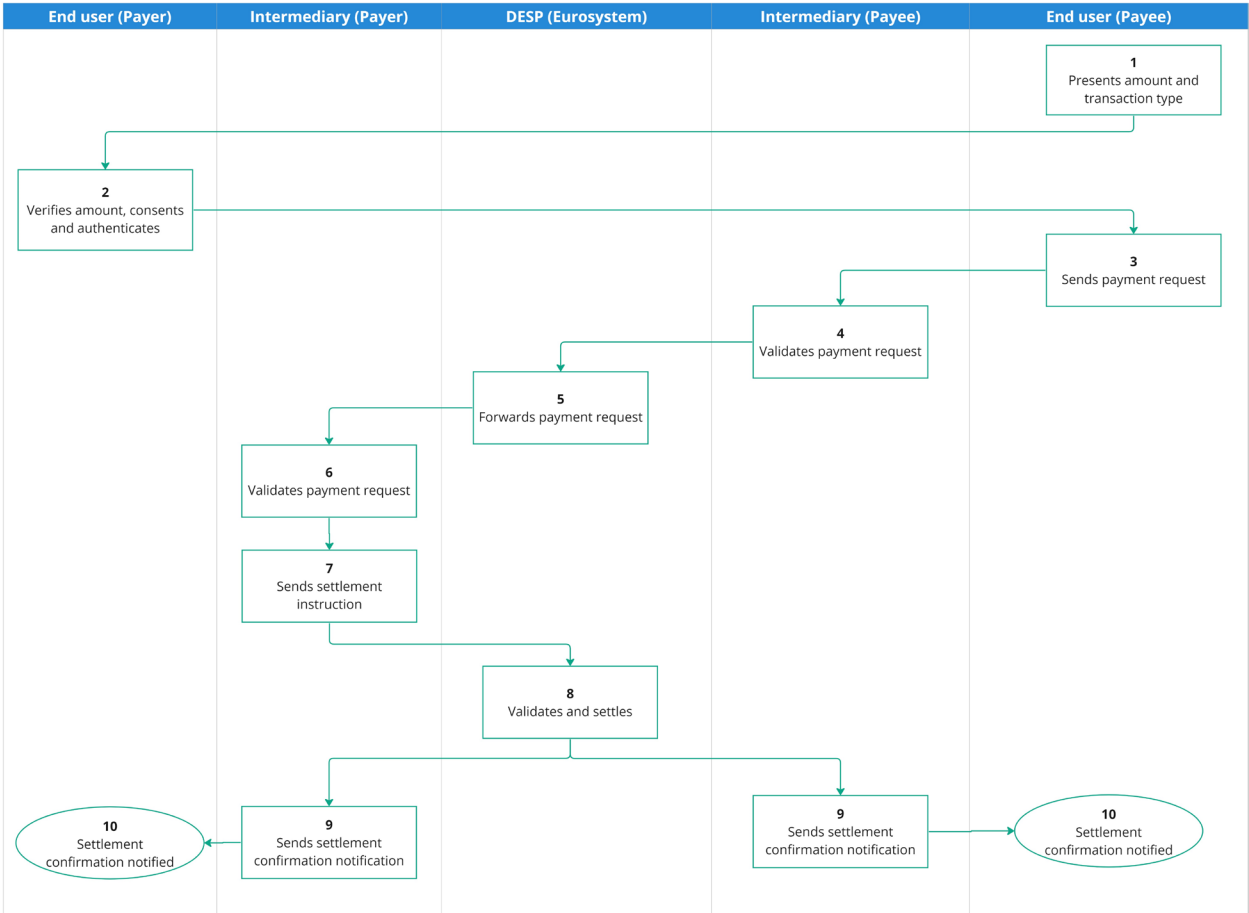 End user (Payer)
Intermediary (Payer)
DESP (Eurosystem)
Intermediary (Payee)
End user (Payee)
1
Presents amount and
transaction type
2
Verifies amount, consents
and authenticates
3
Sends payment request
4
Validates payment request
5
Forwards payment request
6
Validates payment request
7
Sends settlement
instruction
8
Validates and settles
10
Settlement
confirmation notified
9
Sends settlement
confirmation notification
9
Sends settlement
confirmation notification
10
Settlement
confirmation notified